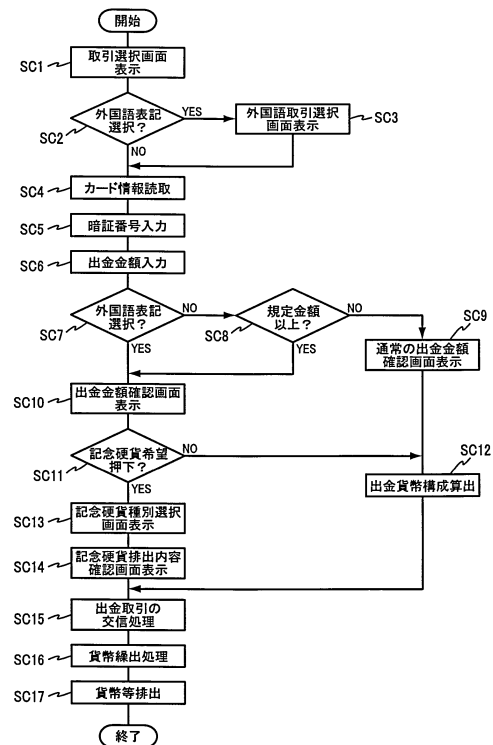 開始
SC1
取引選択画面
表示
SC2
外国語表記
選択？
YES
NO
SC3
外国語取引選択
画面表示
SC4
カード情報読取
SC5
暗証番号入力
SC6
出金金額入力
SC7
外国語表記
選択？
NO
YES
SC8
規定金額
以上？
NO
YES
SC9
通常の出金金額
確認画面表示
SC10
出金金額確認画面
表示
SC11
記念硬貨希望
押下？
NO
YES
SC12
出金貨幣構成算出
SC13
記念硬貨種別選択
画面表示
SC14
記念硬貨排出内容
確認画面表示
SC15
出金取引の
交信処理
SC16
貨幣繰出処理
SC17
貨幣等排出
終了